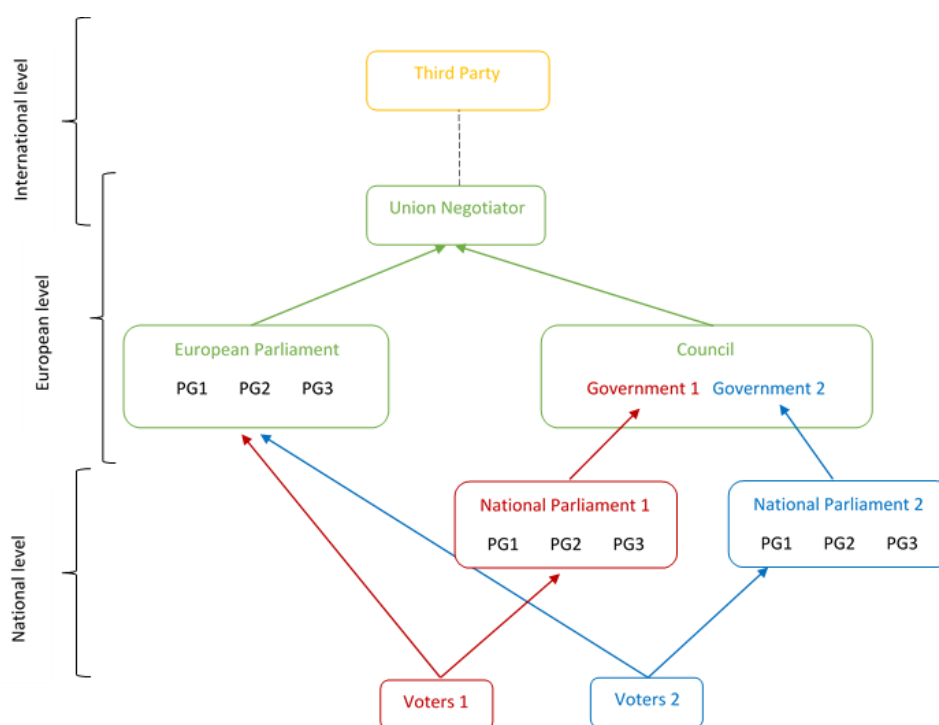 International level
Third Party
Union Negotiator
European level
European Parliament
PG1 PG2 PG3
Council
Government 1 Government 2
National level
National Parliament 1
PG1 PG2 PG3
National Parliament 2
PG1 PG2 PG3
Voters 1
Voters 2